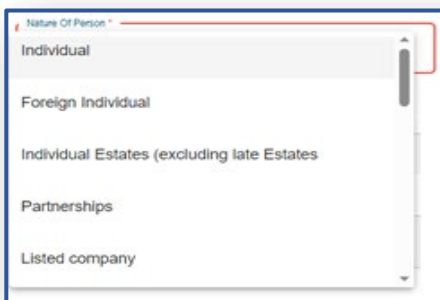 Nature Of Person *
Individual
Foreign Individual
Individual Estates (excluding late Estates
Partnerships
Listed company